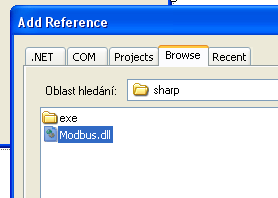 Add Reference
.NET COM Projects Browse Recent
Oblast hledání: sharp
exe
Modbus.dll